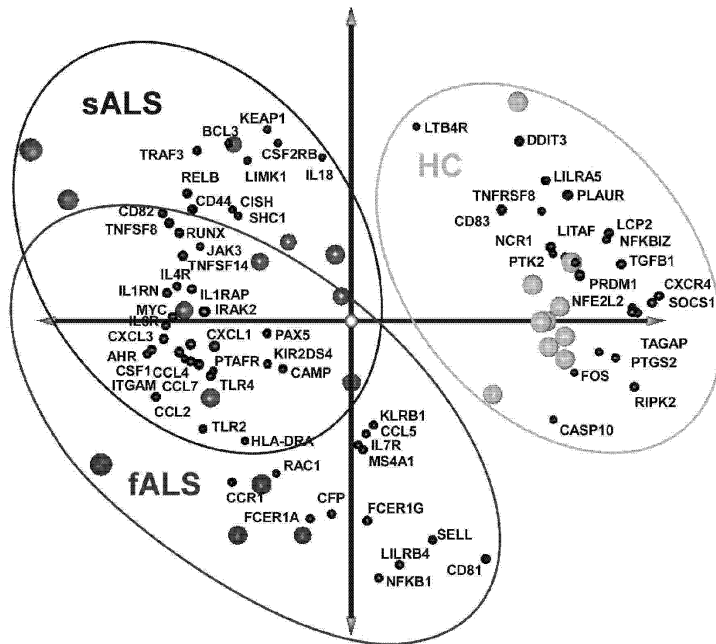 sALS
KEAP1
BCL3
CSF2RB
TRAF3
LIMK1
IL18
LTB4R
DDIT3
HC
LILRA5
RELB
CD44
CISH
SHC1
CD82
TNFSF8
RUNX
JAK3
TNFSF14
TNFRSF8
PLAUR
CD83
LITAF
LCP2
NCR1
NFKBIZ
PTK2
TGFB1
IL4R
IL1RN
IL1RAP
PRDM1
CXCR4
NFE2L2
SOCS1
MYC
IRAK2
CXCL3
CXCL1
PAX5
TAGAP
AHR
PTAFR
KIR2DS4
PTGS2
CSF1
CCL4
CAMP
FOS
ITGAM
CCL7
TLR4
RIPK2
CCL2
CASP10
TLR2
HLA-DRA
KLRB1
CCL5
IL7R
MS4A1
fALS
RAC1
CCR1
CFP
FCER1A
FCER1G
SELL
LILRB4
CD81
NFKB1